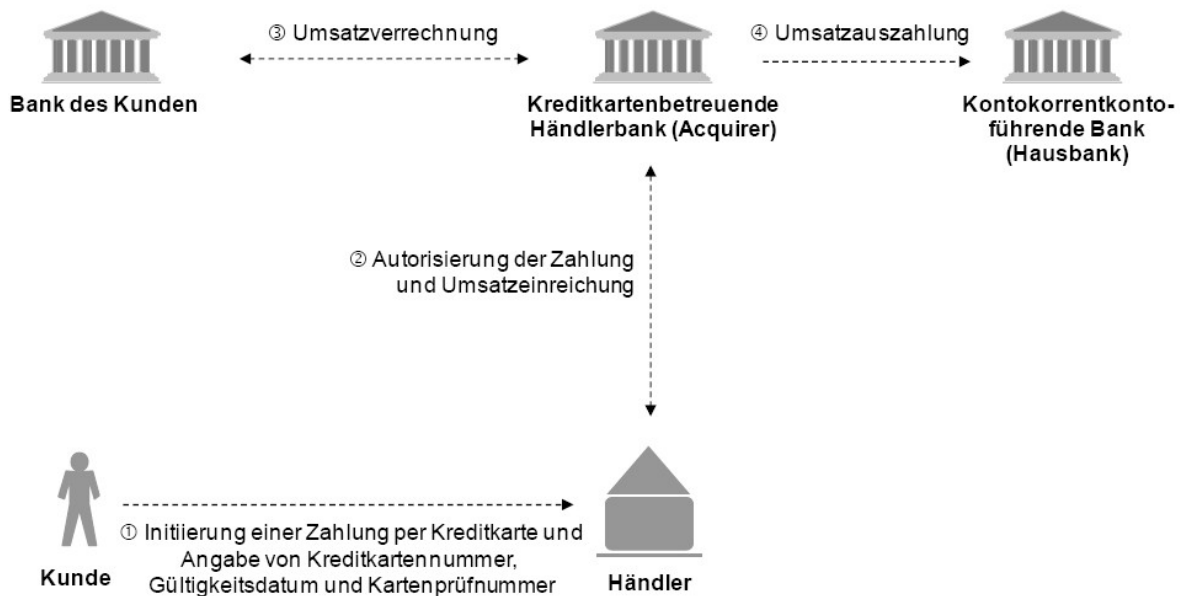 ③ Umsatzverrechnung
④ Umsatzauszahlung
Bank des Kunden
Kreditkartenbetreuende
Händlerbank (Acquirer)
Kontokorrentkonto-
führende Bank
(Hausbank)
② Autorisierung der Zahlung
und Umsatzeinreichung
① Initiierung einer Zahlung per Kreditkarte und
Angabe von Kreditkartennummer,
Gültigkeitsdatum und Kartenprüfnummer
Kunde
Händler